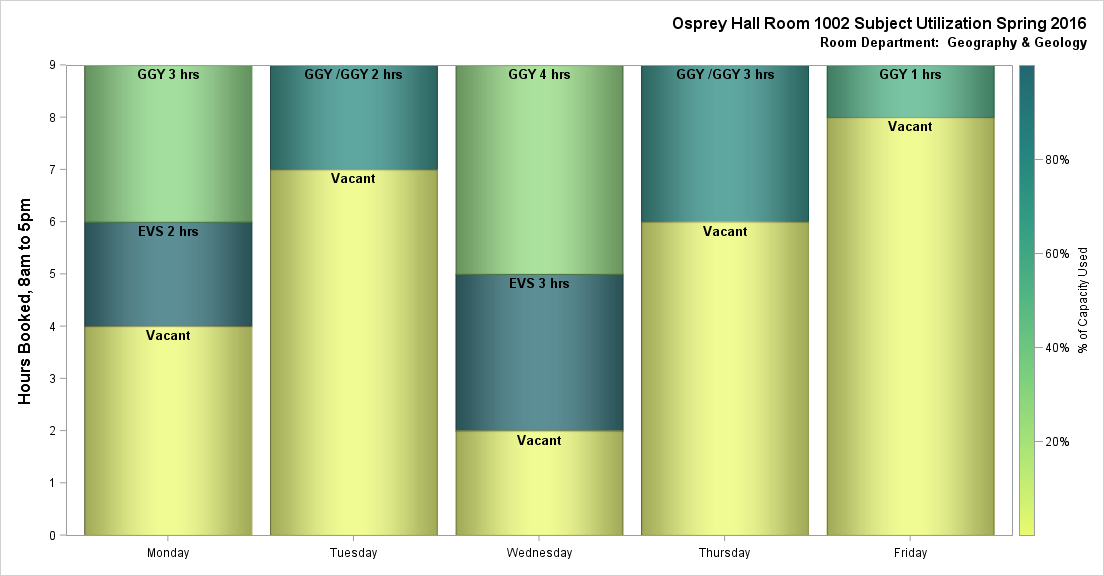 Osprey Hall Room 1002 Subject Utilization Spring 2016
Room Department:  Geography & Geology
Hours Booked, 8am to 5pm
9
8
7
6
5
4
3
2
1
0
GGY 3 hrs
EVS 2 hrs
Vacant
GGY /GGY 2 hrs
Vacant
GGY 4 hrs
EVS 3 hrs
Vacant
GGY /GGY 3 hrs
Vacant
GGY 1 hrs
Vacant
Monday
Tuesday
Wednesday
Thursday
Friday
80%
60%
40%
20%
% of Capacity Used